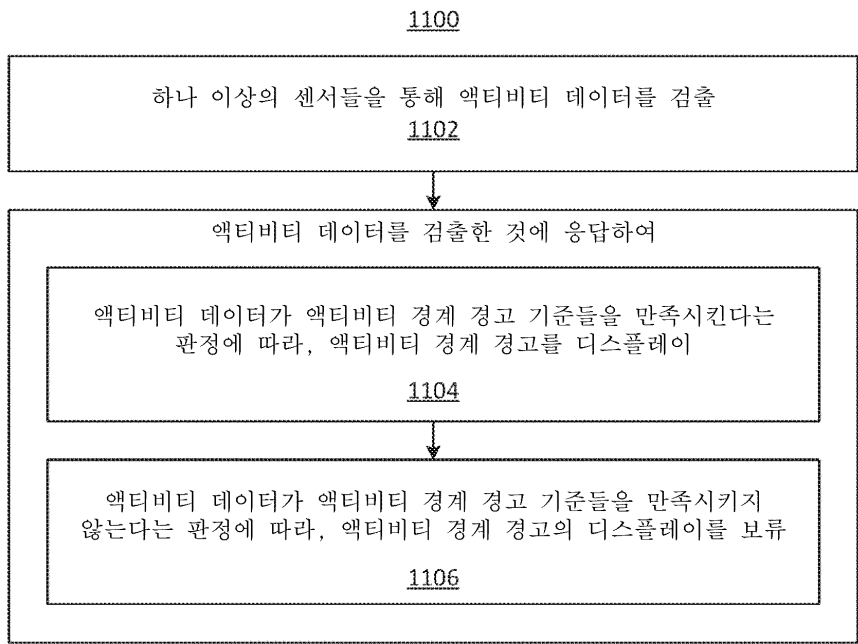 1100
하나 이상의 센서들을 통해 액티비티 데이터를 검출
1102
액티비티 데이터를 검출한 것에 응답하여
액티비티 데이터가 액티비티 경계 경고 기준들을 만족시킨다는
판정에 따라, 액티비티 경계 경고를 디스플레이
1104
액티비티 데이터가 액티비티 경계 경고 기준들을 만족시키지
않는다는 판정에 따라, 액티비티 경계 경고의 디스플레이를 보류
1106